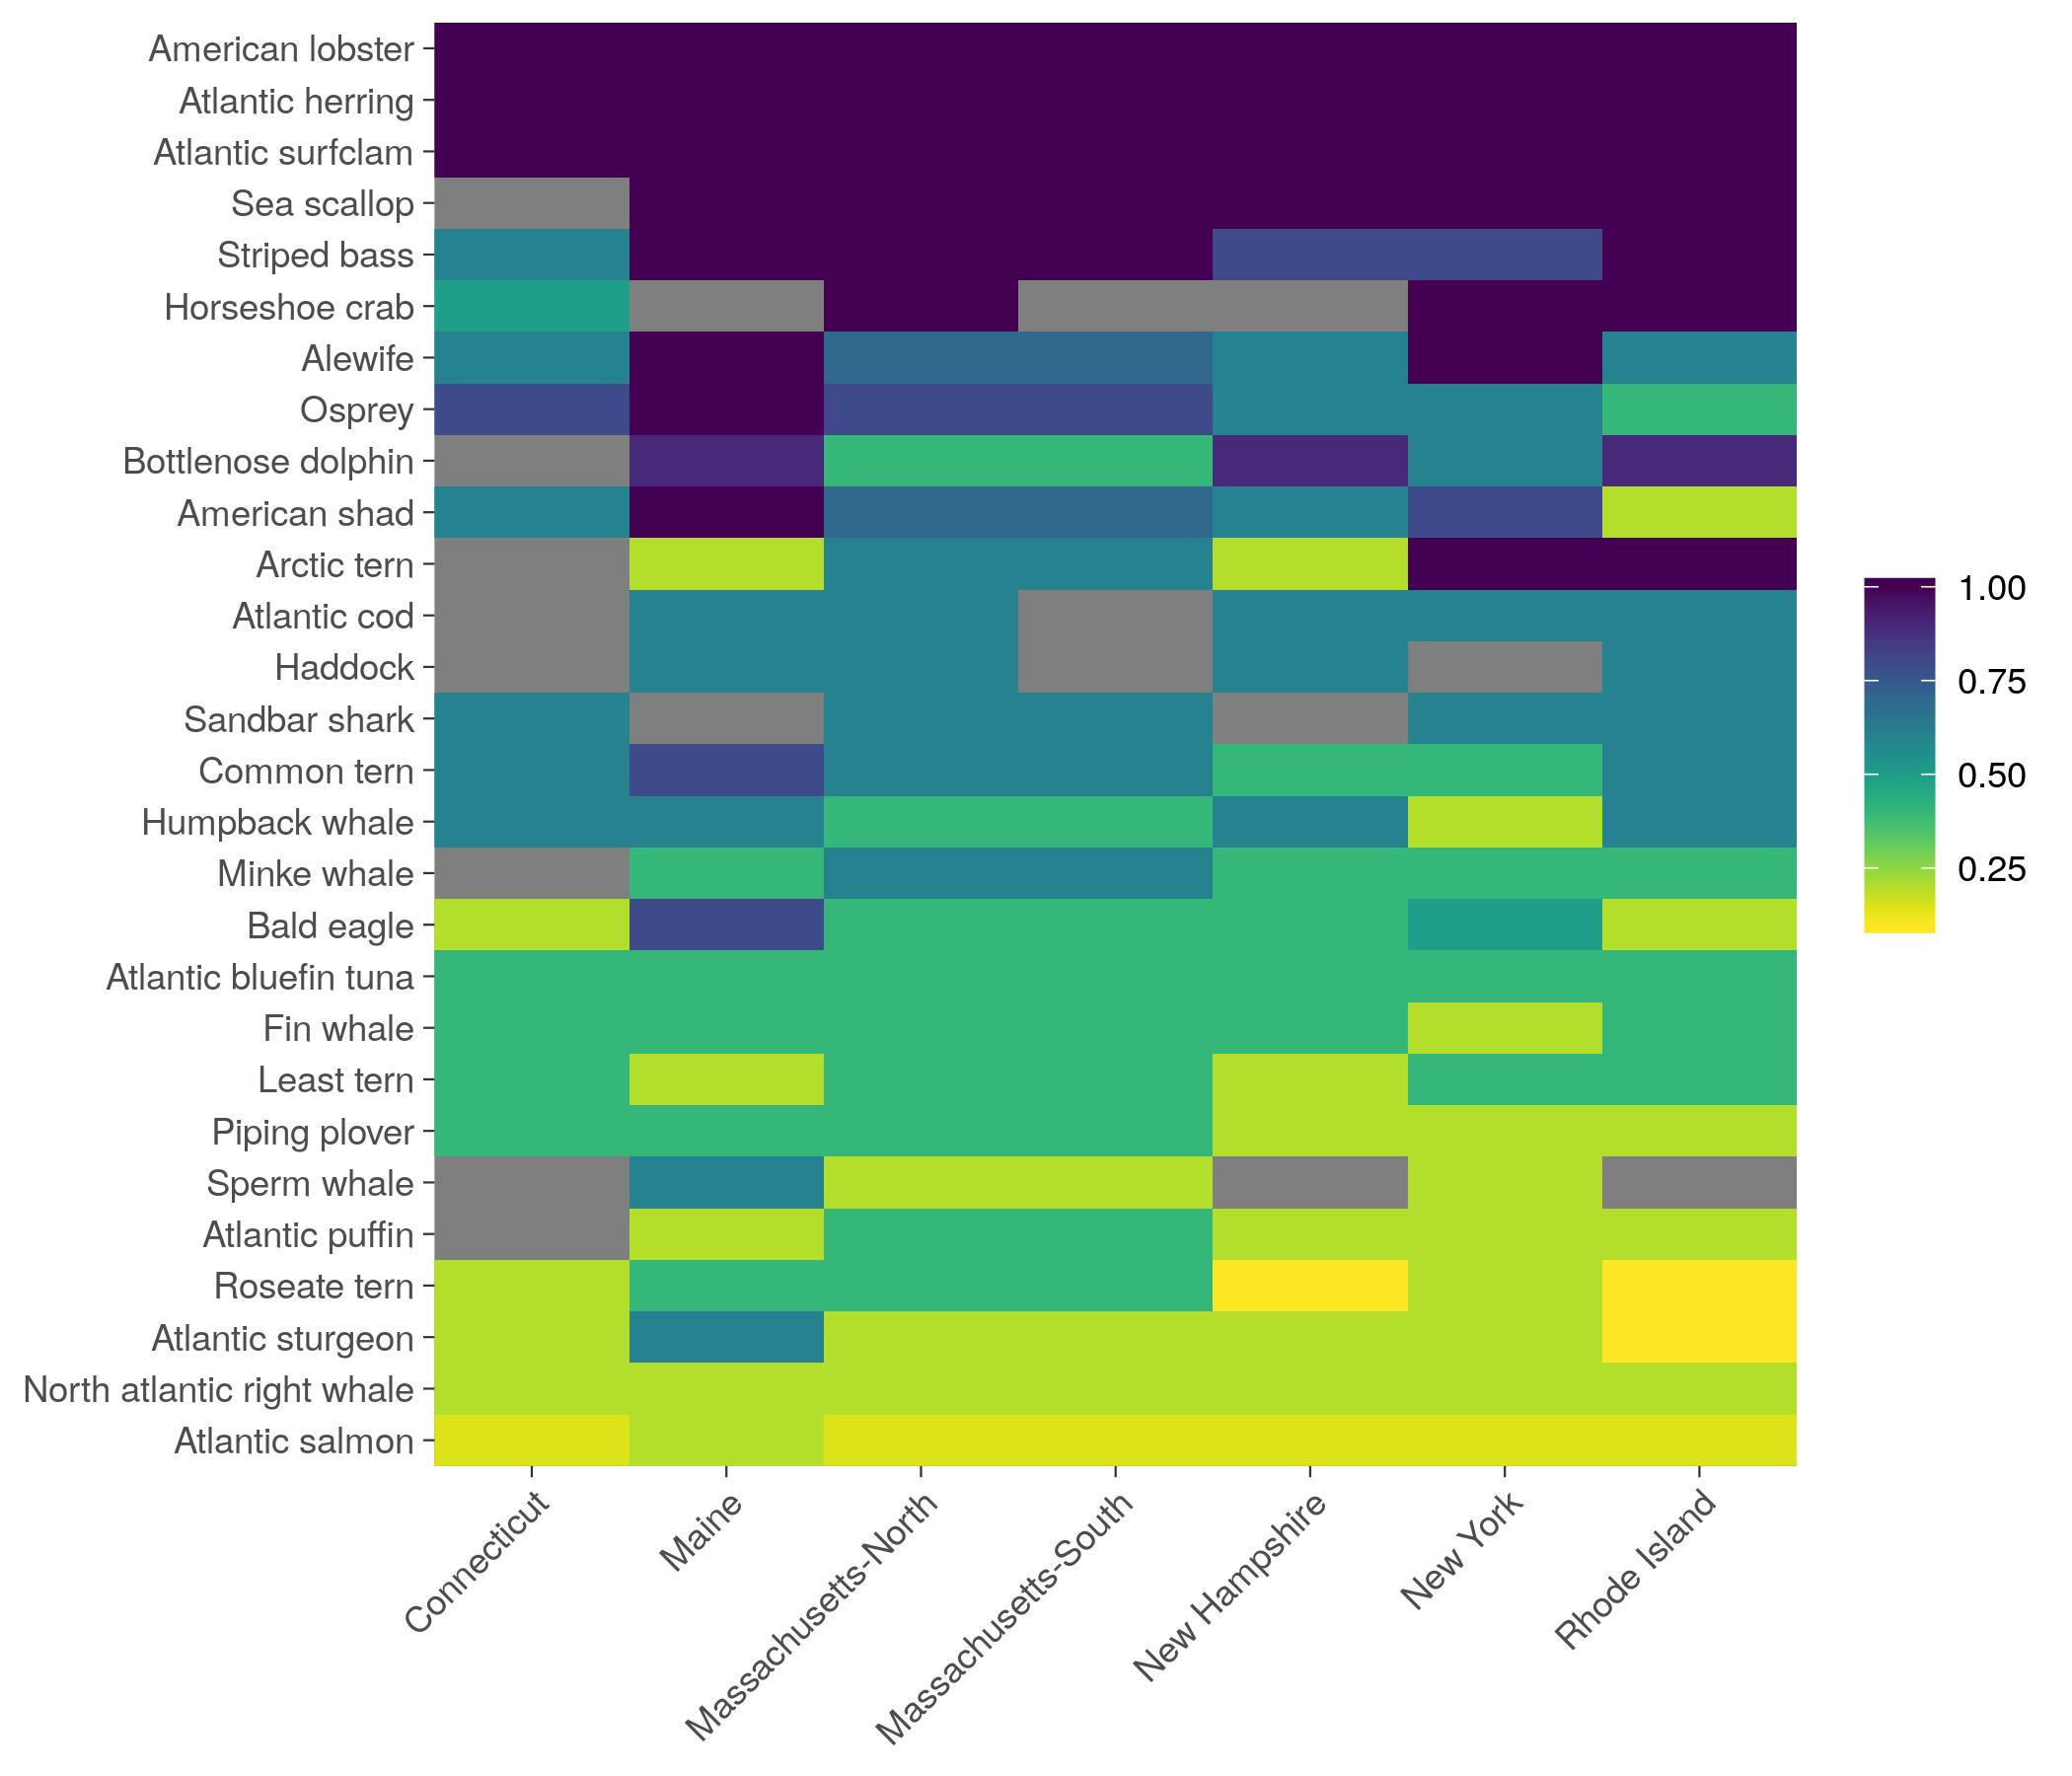 American lobster
Atlantic herring
Atlantic surfclam
Sea scallop
Striped bass
Horseshoe crab
Alewife
Osprey
Bottlenose dolphin
American shad
Arctic tern
Atlantic cod
Haddock
Sandbar shark
Common tern
Humpback whale
Minke whale
Bald eagle
Atlantic bluefin tuna
Fin whale
Least tern
Piping plover
Sperm whale
Atlantic puffin
Roseate tern
Atlantic sturgeon
North atlantic right whale
Atlantic salmon
Connecticut
Maine
Massachusetts-North
Massachusetts-South
New Hampshire
New York
Rhode Island
1.00
0.75
0.50
0.25